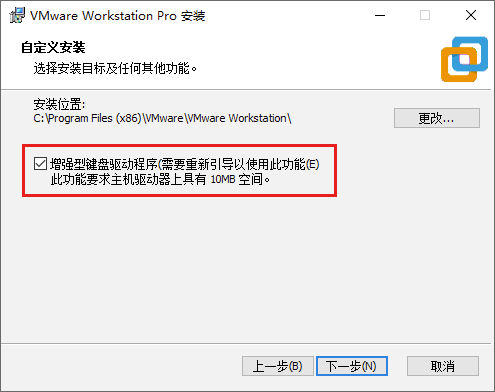 VMware Workstation Pro 安装
自定义安装
选择安装目标及任何其他功能。
安装位置:
C:\Program Files (x86)\VMware\VMware Workstation\
更改...
增强型键盘驱动程序(需要重新引导以使用此功能(E)
此功能要求主机驱动器上具有 10MB 空间。
上一步(B)
下一步(N)
取消